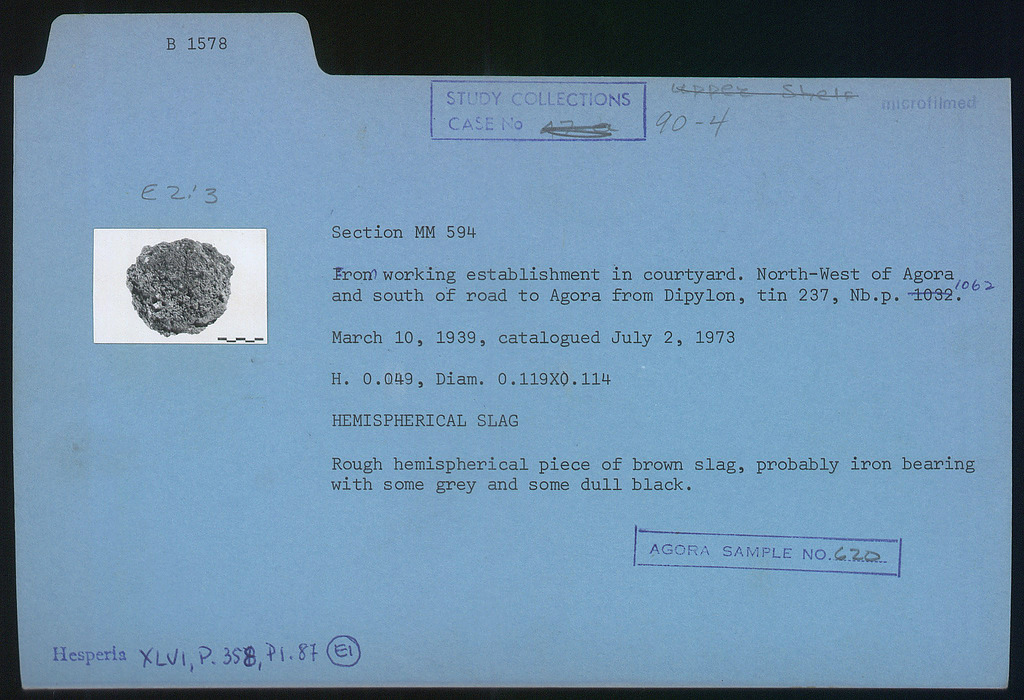 B 1578
STUDY COLLECTIONS
CASE No
Upper Shelf
90-4
microfilmed
E 2:3
Section MM 594
From working establishment in courtyard. North-West of Agora
and south of road to Agora from Dipylon, tin 237, Nb.p. 1032. 1062
March 10, 1939, catalogued July 2, 1973
H. 0.049, Diam. 0.119X0.114
HEMISPHERICAL SLAG
Rough hemispherical piece of brown slag, probably iron bearing
with some grey and some dull black.
AGORA SAMPLE NO. 620
Hesperia XLVI, P. 358, Pl. 87 E1